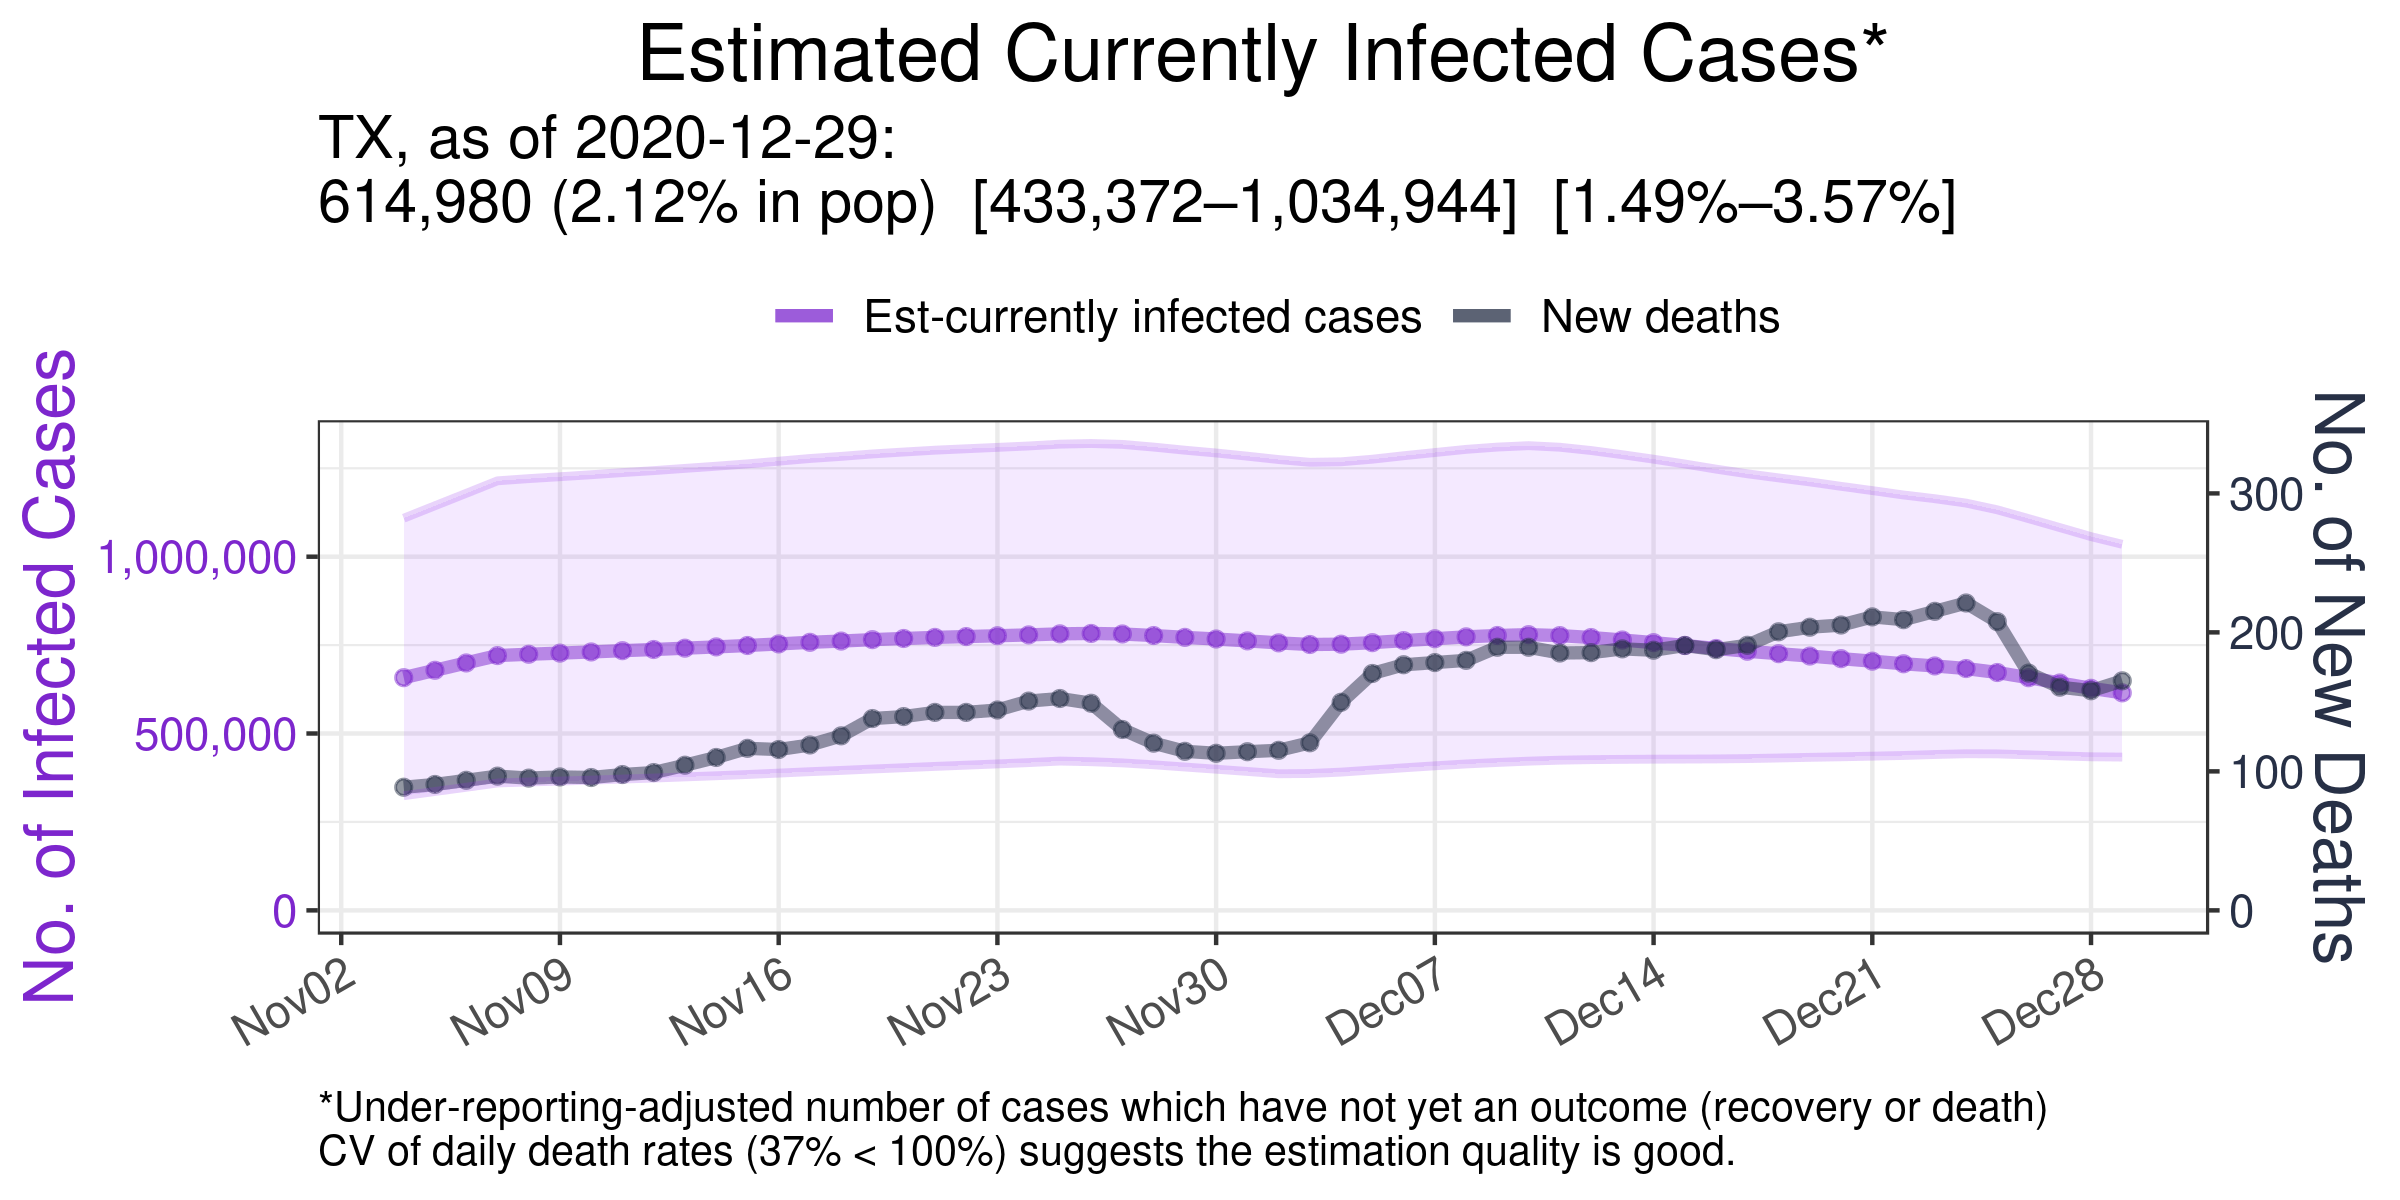 Estimated Currently Infected Cases*
TX, as of 2020-12-29:
614,980 (2.12% in pop) [433,372–1,034,944] [1.49%–3.57%]
Est-currently infected cases
New deaths
No. of Infected Cases
1,000,000
500,000
0
No. of New Deaths
300
200
100
0
Nov02
Nov09
Nov16
Nov23
Nov30
Dec07
Dec14
Dec21
Dec28
*Under-reporting-adjusted number of cases which have not yet an outcome (recovery or death)
CV of daily death rates (37% < 100%) suggests the estimation quality is good.